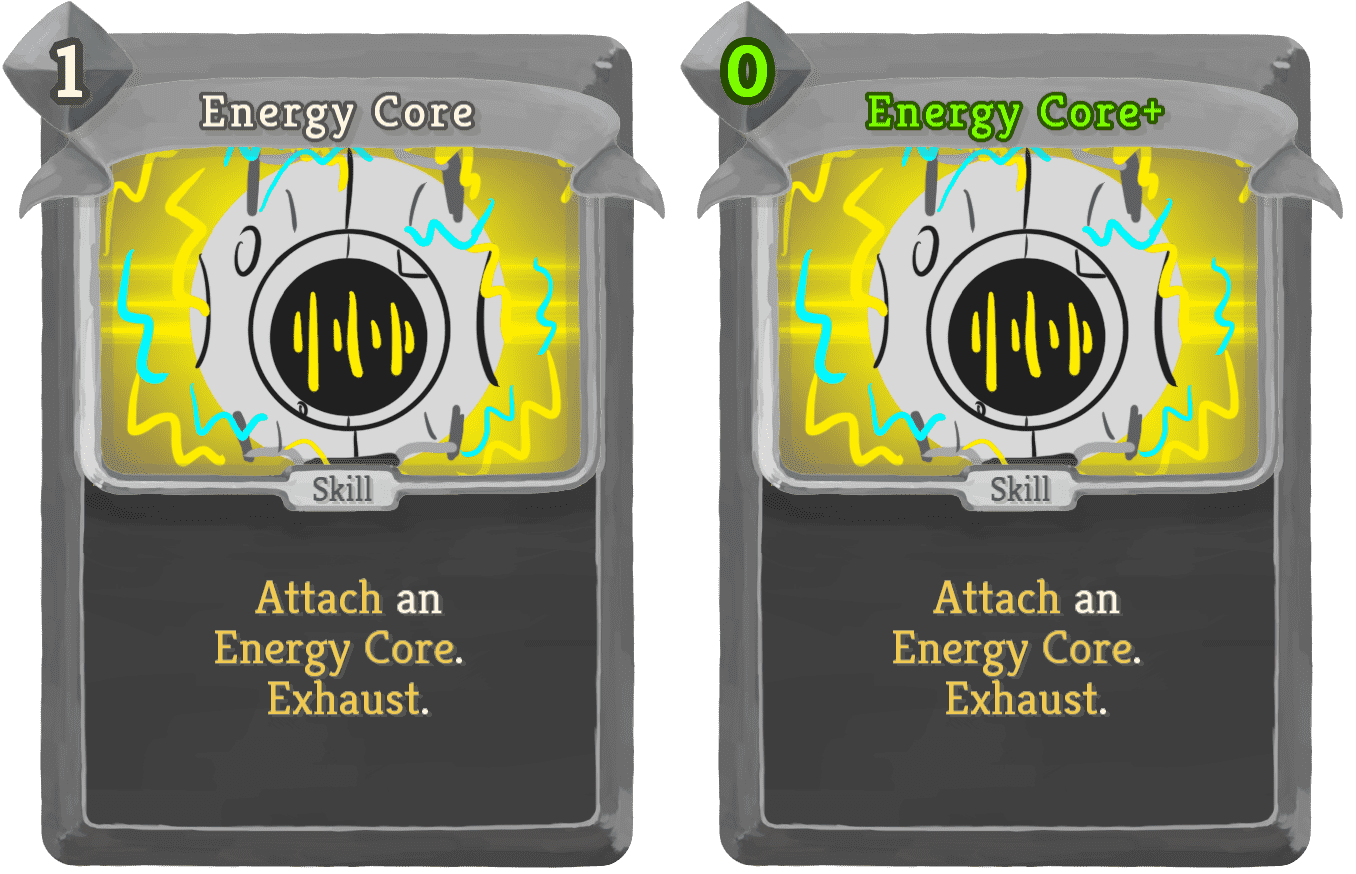 1
Energy Core
Skill
Attach an
Energy Core.
Exhaust.
0
Energy Core+
Skill
Attach an
Energy Core.
Exhaust.